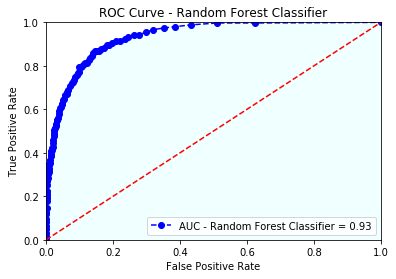 ROC Curve - Random Forest Classifier
True Positive Rate
1.0
0.8
0.6
0.4
0.2
0.0
AUC - Random Forest Classifier = 0.93
0.0 0.2 0.4 0.6 0.8 1.0
False Positive Rate